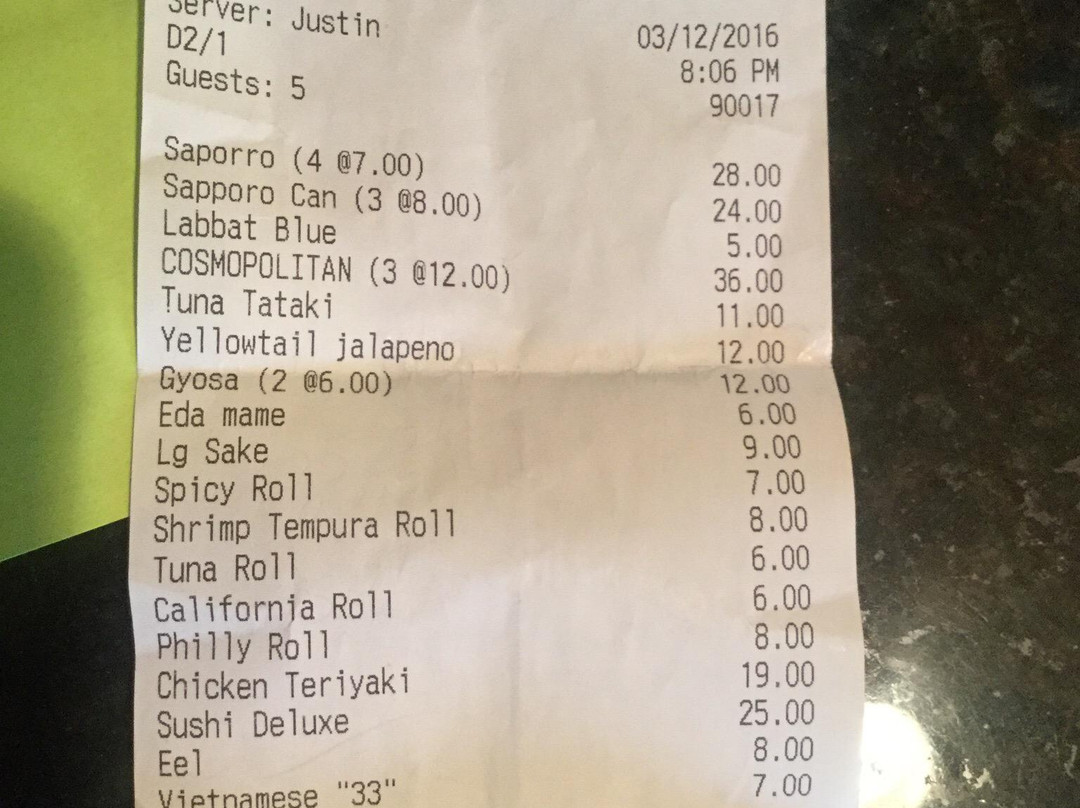 Server: Justin
03/12/2016
D2/1
8:06 PM
Guests: 5
90017
Saporro (4 @7.00) 28.00
Sapporo Can (3 @8.00) 24.00
Labbat Blue 5.00
COSMOPOLITAN (3 @12.00) 36.00
Tuna Tataki 11.00
Yellowtail jalapeno 12.00
Gyosa (2 @6.00) 12.00
Eda mame 6.00
Lg Sake 9.00
Spicy Roll 7.00
Shrimp Tempura Roll 8.00
Tuna Roll 6.00
California Roll 6.00
Philly Roll 8.00
Chicken Teriyaki 19.00
Sushi Deluxe 25.00
Eel 8.00
Vietnamese "33" 7.00